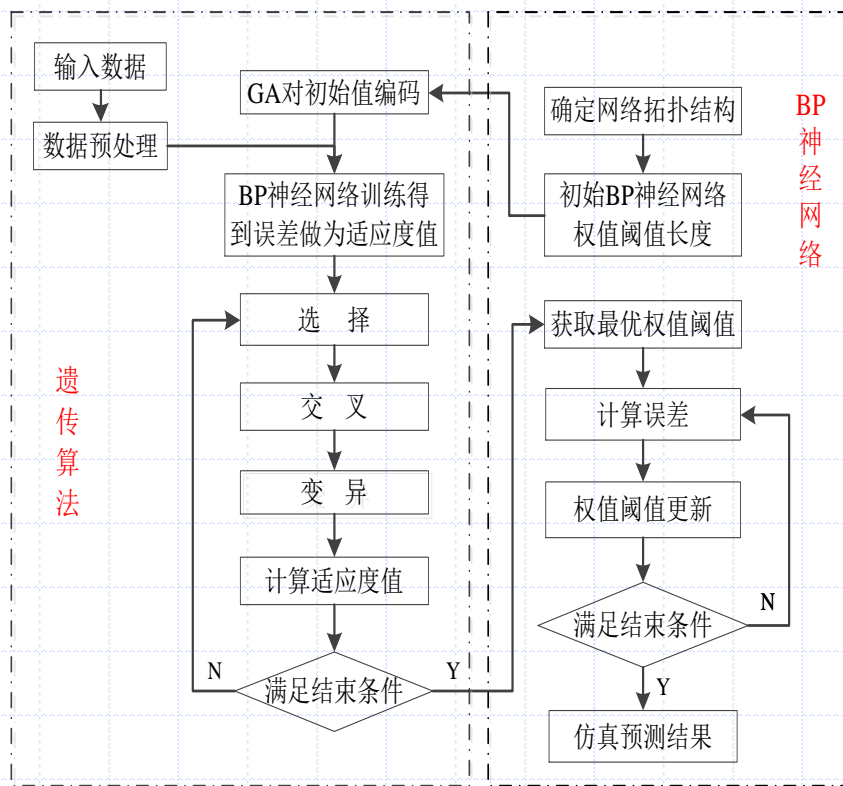 输入数据
数据预处理
GA对初始值编码
BP神经网络训练得
到误差做为适应度值
选 择
交 叉
变 异
计算适应度值
满足结束条件
N
Y
遗
传
算
法
确定网络拓扑结构
初始BP神经网络
权值阈值长度
获取最优权值阈值
计算误差
权值阈值更新
满足结束条件
N
Y
仿真预测结果
BP
神
经
网
络